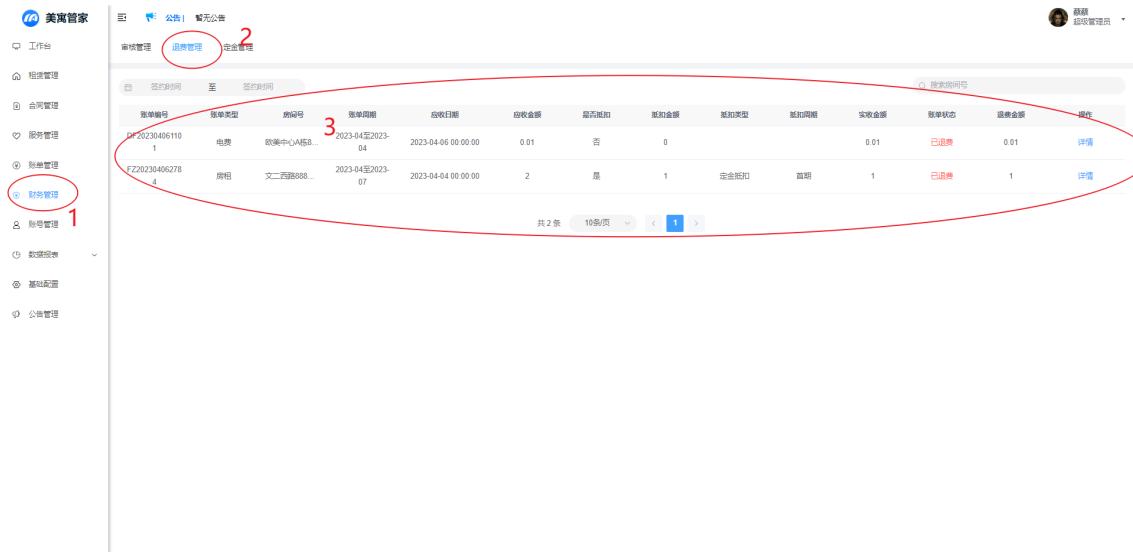 美寓管家
公告 | 暂无公告
蔡蔡
超级管理员
工作台
租赁管理
合同管理
服务管理
账单管理
财务管理
1
账号管理
数据报表
基础配置
公告管理
审核管理 退费管理 定金管理
2
签约时间 至 签约时间 搜索房间号
账单编号 账单类型 房间号 账单周期 应收日期 应收金额 是否抵扣 抵扣金额 抵扣类型 抵扣周期 实收金额 账单状态 退费金额 操作
3
DF20230406110
1 电费 欧美中心A栋8... 2023-04至2023-
04 2023-04-06 00:00:00 0.01 否 0 0.01 已退费 0.01 详情
FZ20230406278
4 房租 文二西路888... 2023-04至2023-
07 2023-04-04 00:00:00 2 是 1 定金抵扣 首期 1 已退费 1 详情
共 2 条 10条/页 1